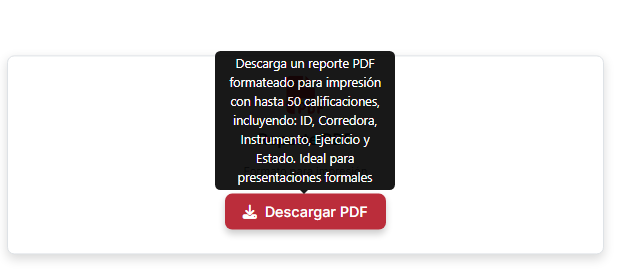 Descarga un reporte PDF
formateado para impresión
con hasta 50 calificaciones,
incluyendo: ID, Corredora,
Instrumento, Ejercicio y
Estado. Ideal para
presentaciones formales
Descargar PDF